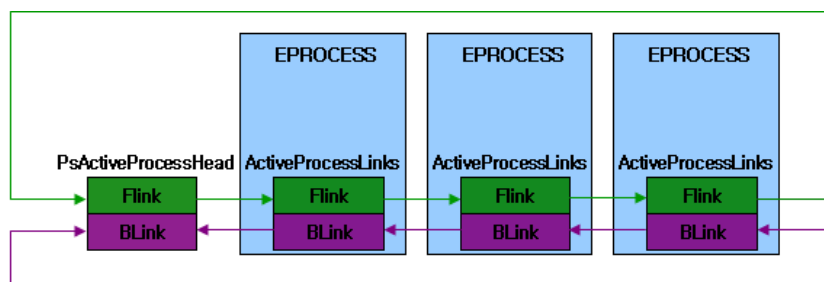 EPROCESS EPROCESS EPROCESS
PsActiveProcessHead ActiveProcessLinks ActiveProcessLinks ActiveProcessLinks
Flink Flink Flink Flink
BLink BLink BLink BLink